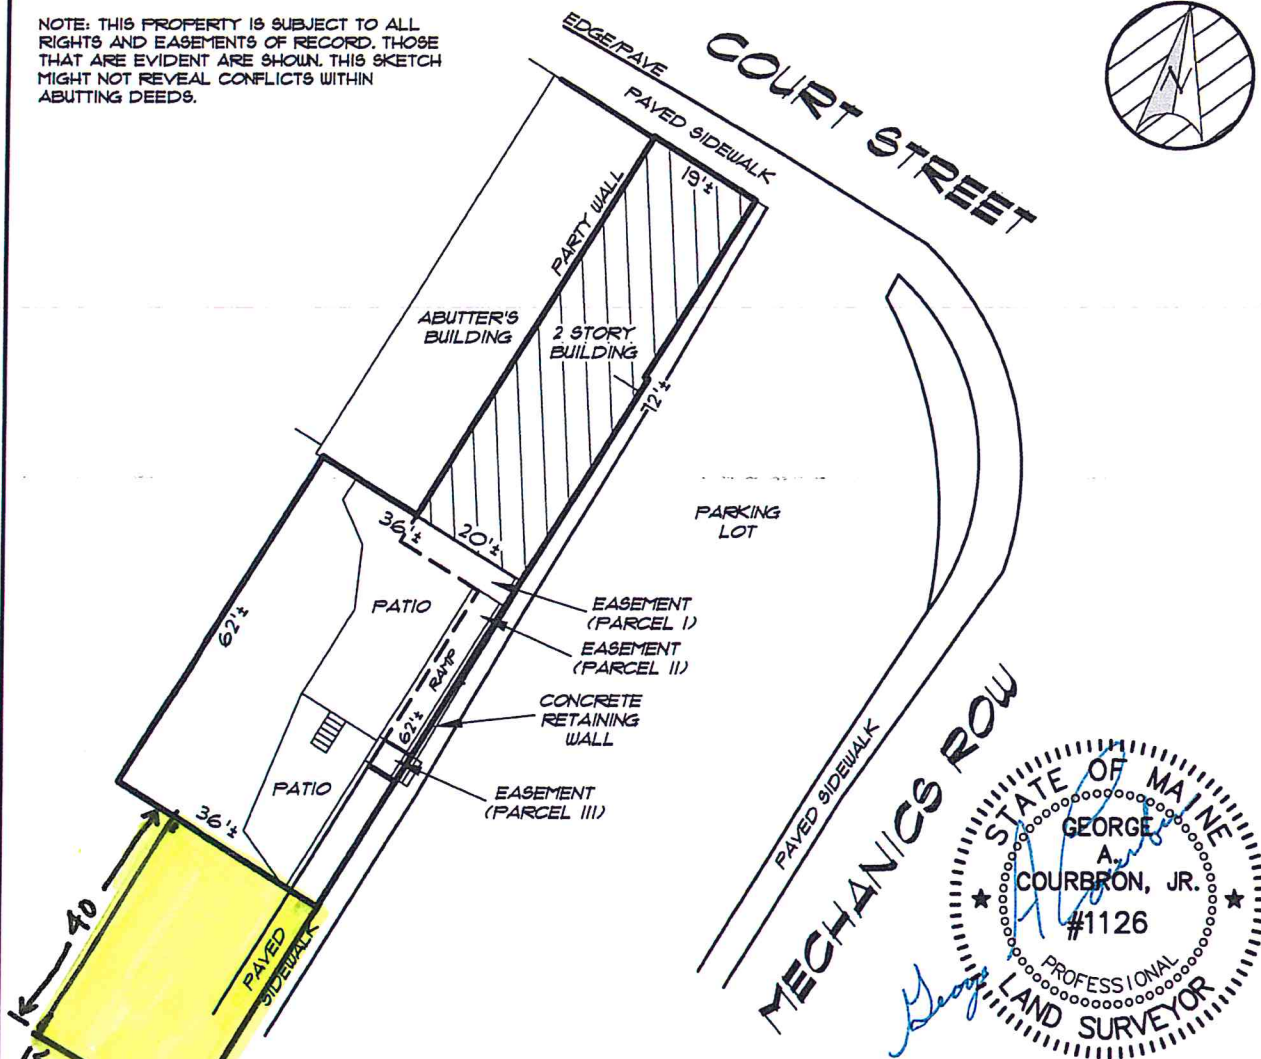 NOTE: THIS PROPERTY IS SUBJECT TO ALL
RIGHTS AND EASEMENTS OF RECORD. THOSE
THAT ARE EVIDENT ARE SHOWN. THIS SKETCH
MIGHT NOT REVEAL CONFLICTS WITHIN
ABUTTING DEEDS.
EDGE/PAVE
COURT STREET
N
PAVED SIDEWALK
19'±
PARTY WALL
ABUTTER'S
BUILDING
2 STORY
BUILDING
72'±
PARKING
LOT
36'±
20'±
EASEMENT
(PARCEL I)
PATIO
EASEMENT
(PARCEL II)
62'±
RAMP
CONCRETE
RETAINING
WALL
62'±
EASEMENT
(PARCEL III)
PATIO
36'±
PAVED SIDEWALK
MECHANICS ROW
40
PAVED
SIDEWALK
STATE OF MAINE
GEORGE
A.
COURBRON, JR.
#1126
PROFESSIONAL
LAND SURVEYOR
George